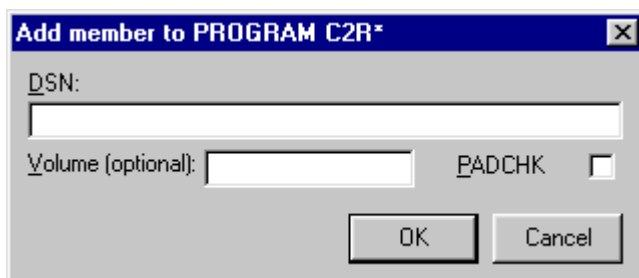 Add member to PROGRAM C2R*
DSN:
Volume (optional): PADCHK
OK Cancel